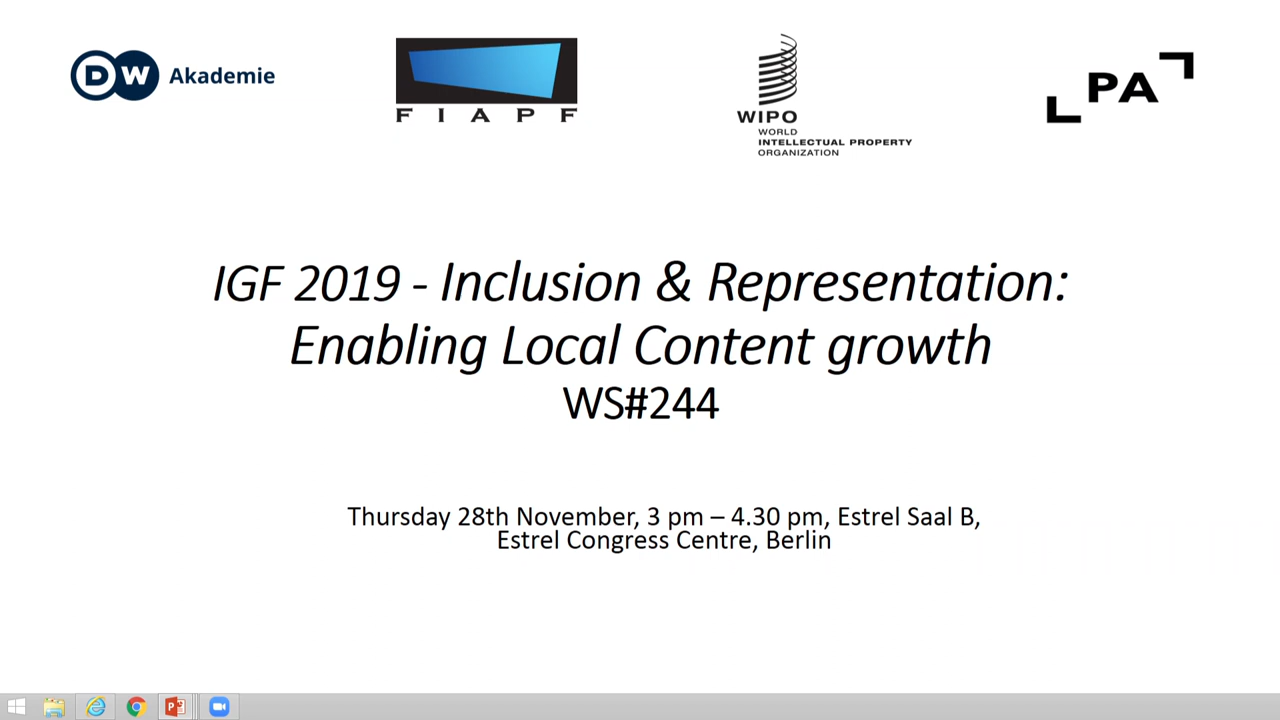 DW Akademie
FIAPF
WIPO
WORLD
INTELLECTUAL PROPERTY
ORGANIZATION
PA
IGF 2019 - Inclusion & Representation:
Enabling Local Content growth
WS#244
Thursday 28th November, 3 pm – 4.30 pm, Estrel Saal B,
Estrel Congress Centre, Berlin